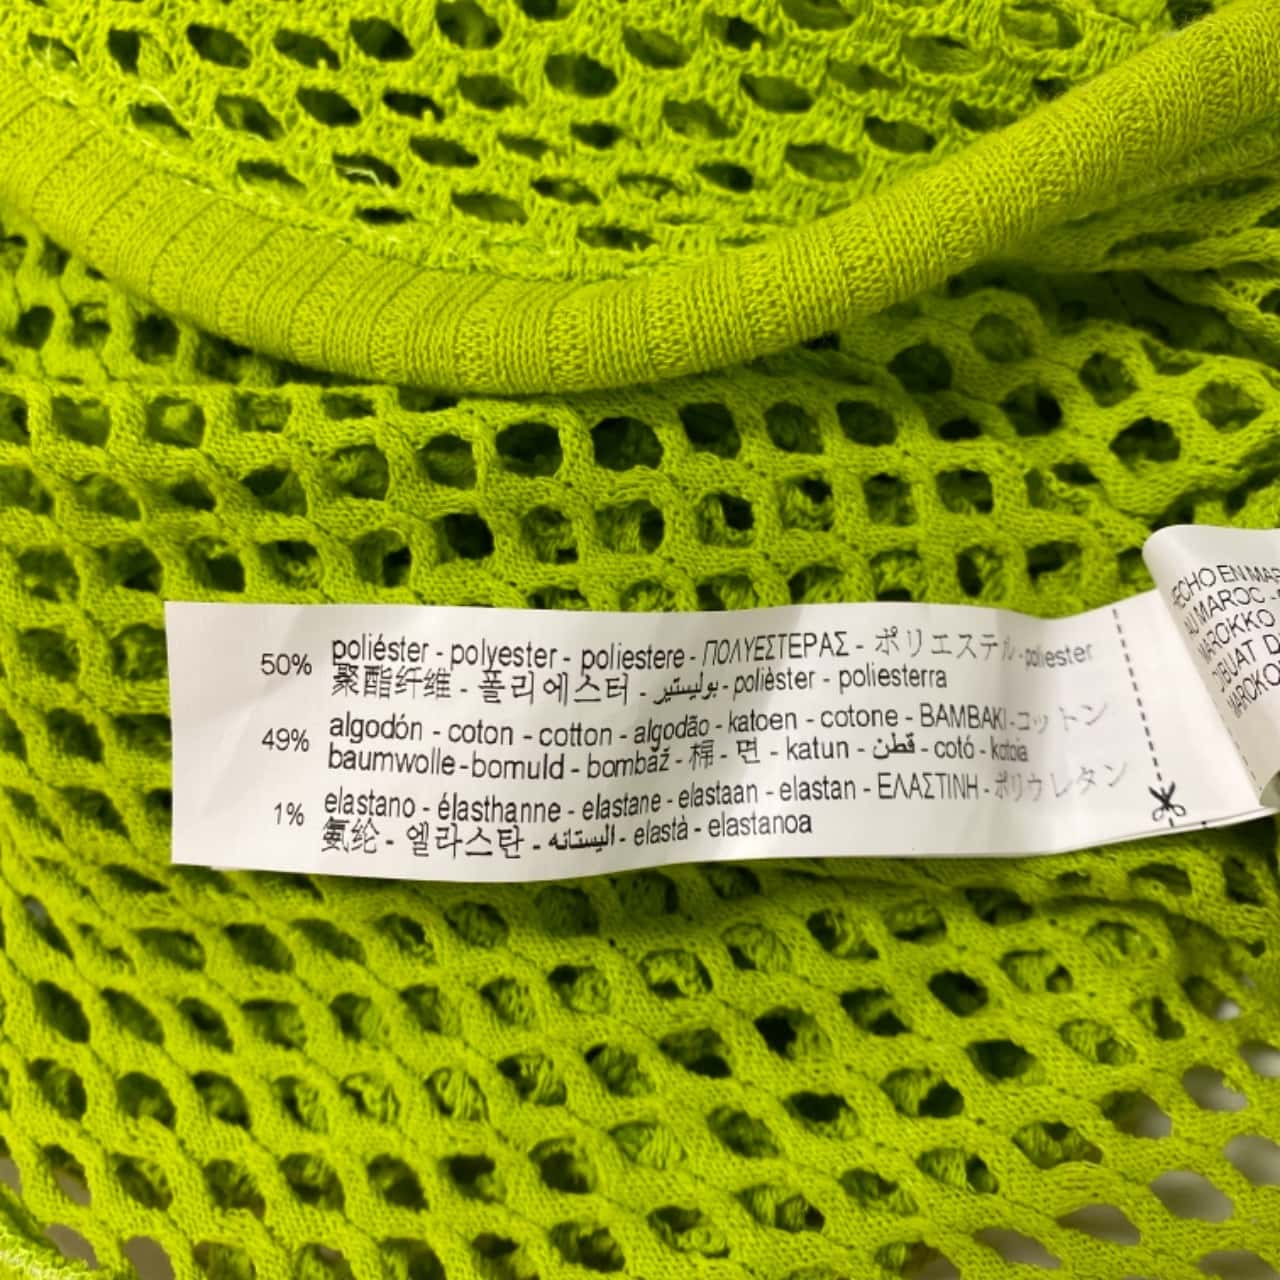 50% poliéster - polyester - poliestere - ΠΟΛΥΕΣΤΕΡΑΣ - ポリエステル - poliester
聚酯纤维 - 폴리에스터 - بوليستير - polièster - poliesterra
49% algodón - coton - cotton - algodão - katoen - cotone - BAMBAKI - コットン
baumwolle - bomuld - bombaž - 棉 - 면 - katun - قطن - cotó - kotoia
1% elastano - élasthanne - elastane - elastaan - elastan - ΕΛΑΣΤΙΝΗ - ポリウレタン
氨纶 - 엘라스탄 - اليستانه - elastà - elastanoa
EN
AU MAROC
MAROKKO
DIBUAT
MAROKO